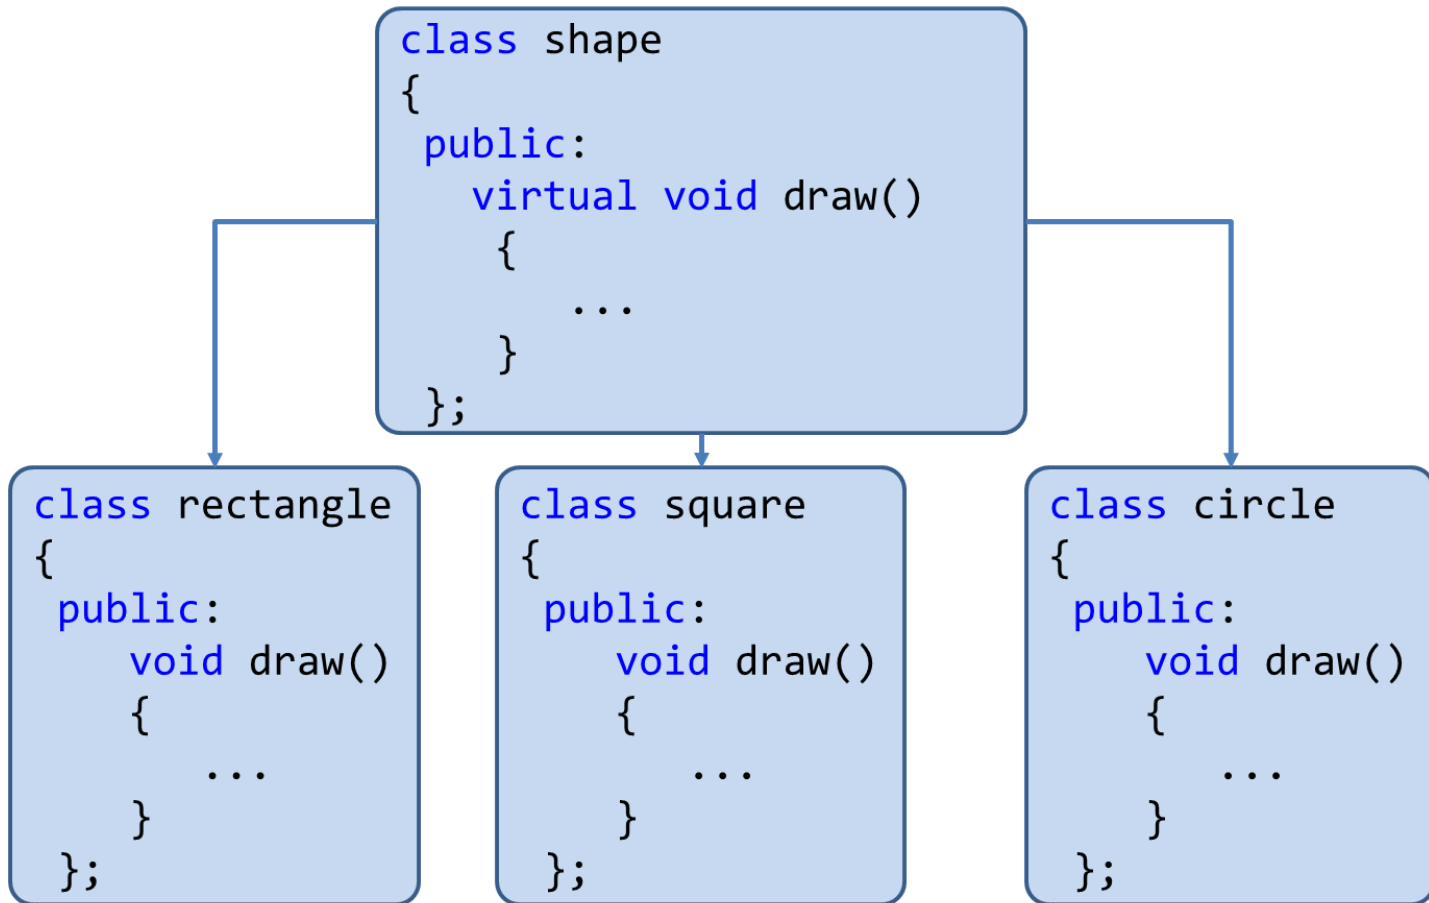 class shape
{
public:
virtual void draw()
{
...
}
};
class rectangle
{
public:
void draw()
{
...
}
};
class square
{
public:
void draw()
{
...
}
};
class circle
{
public:
void draw()
{
...
}
};